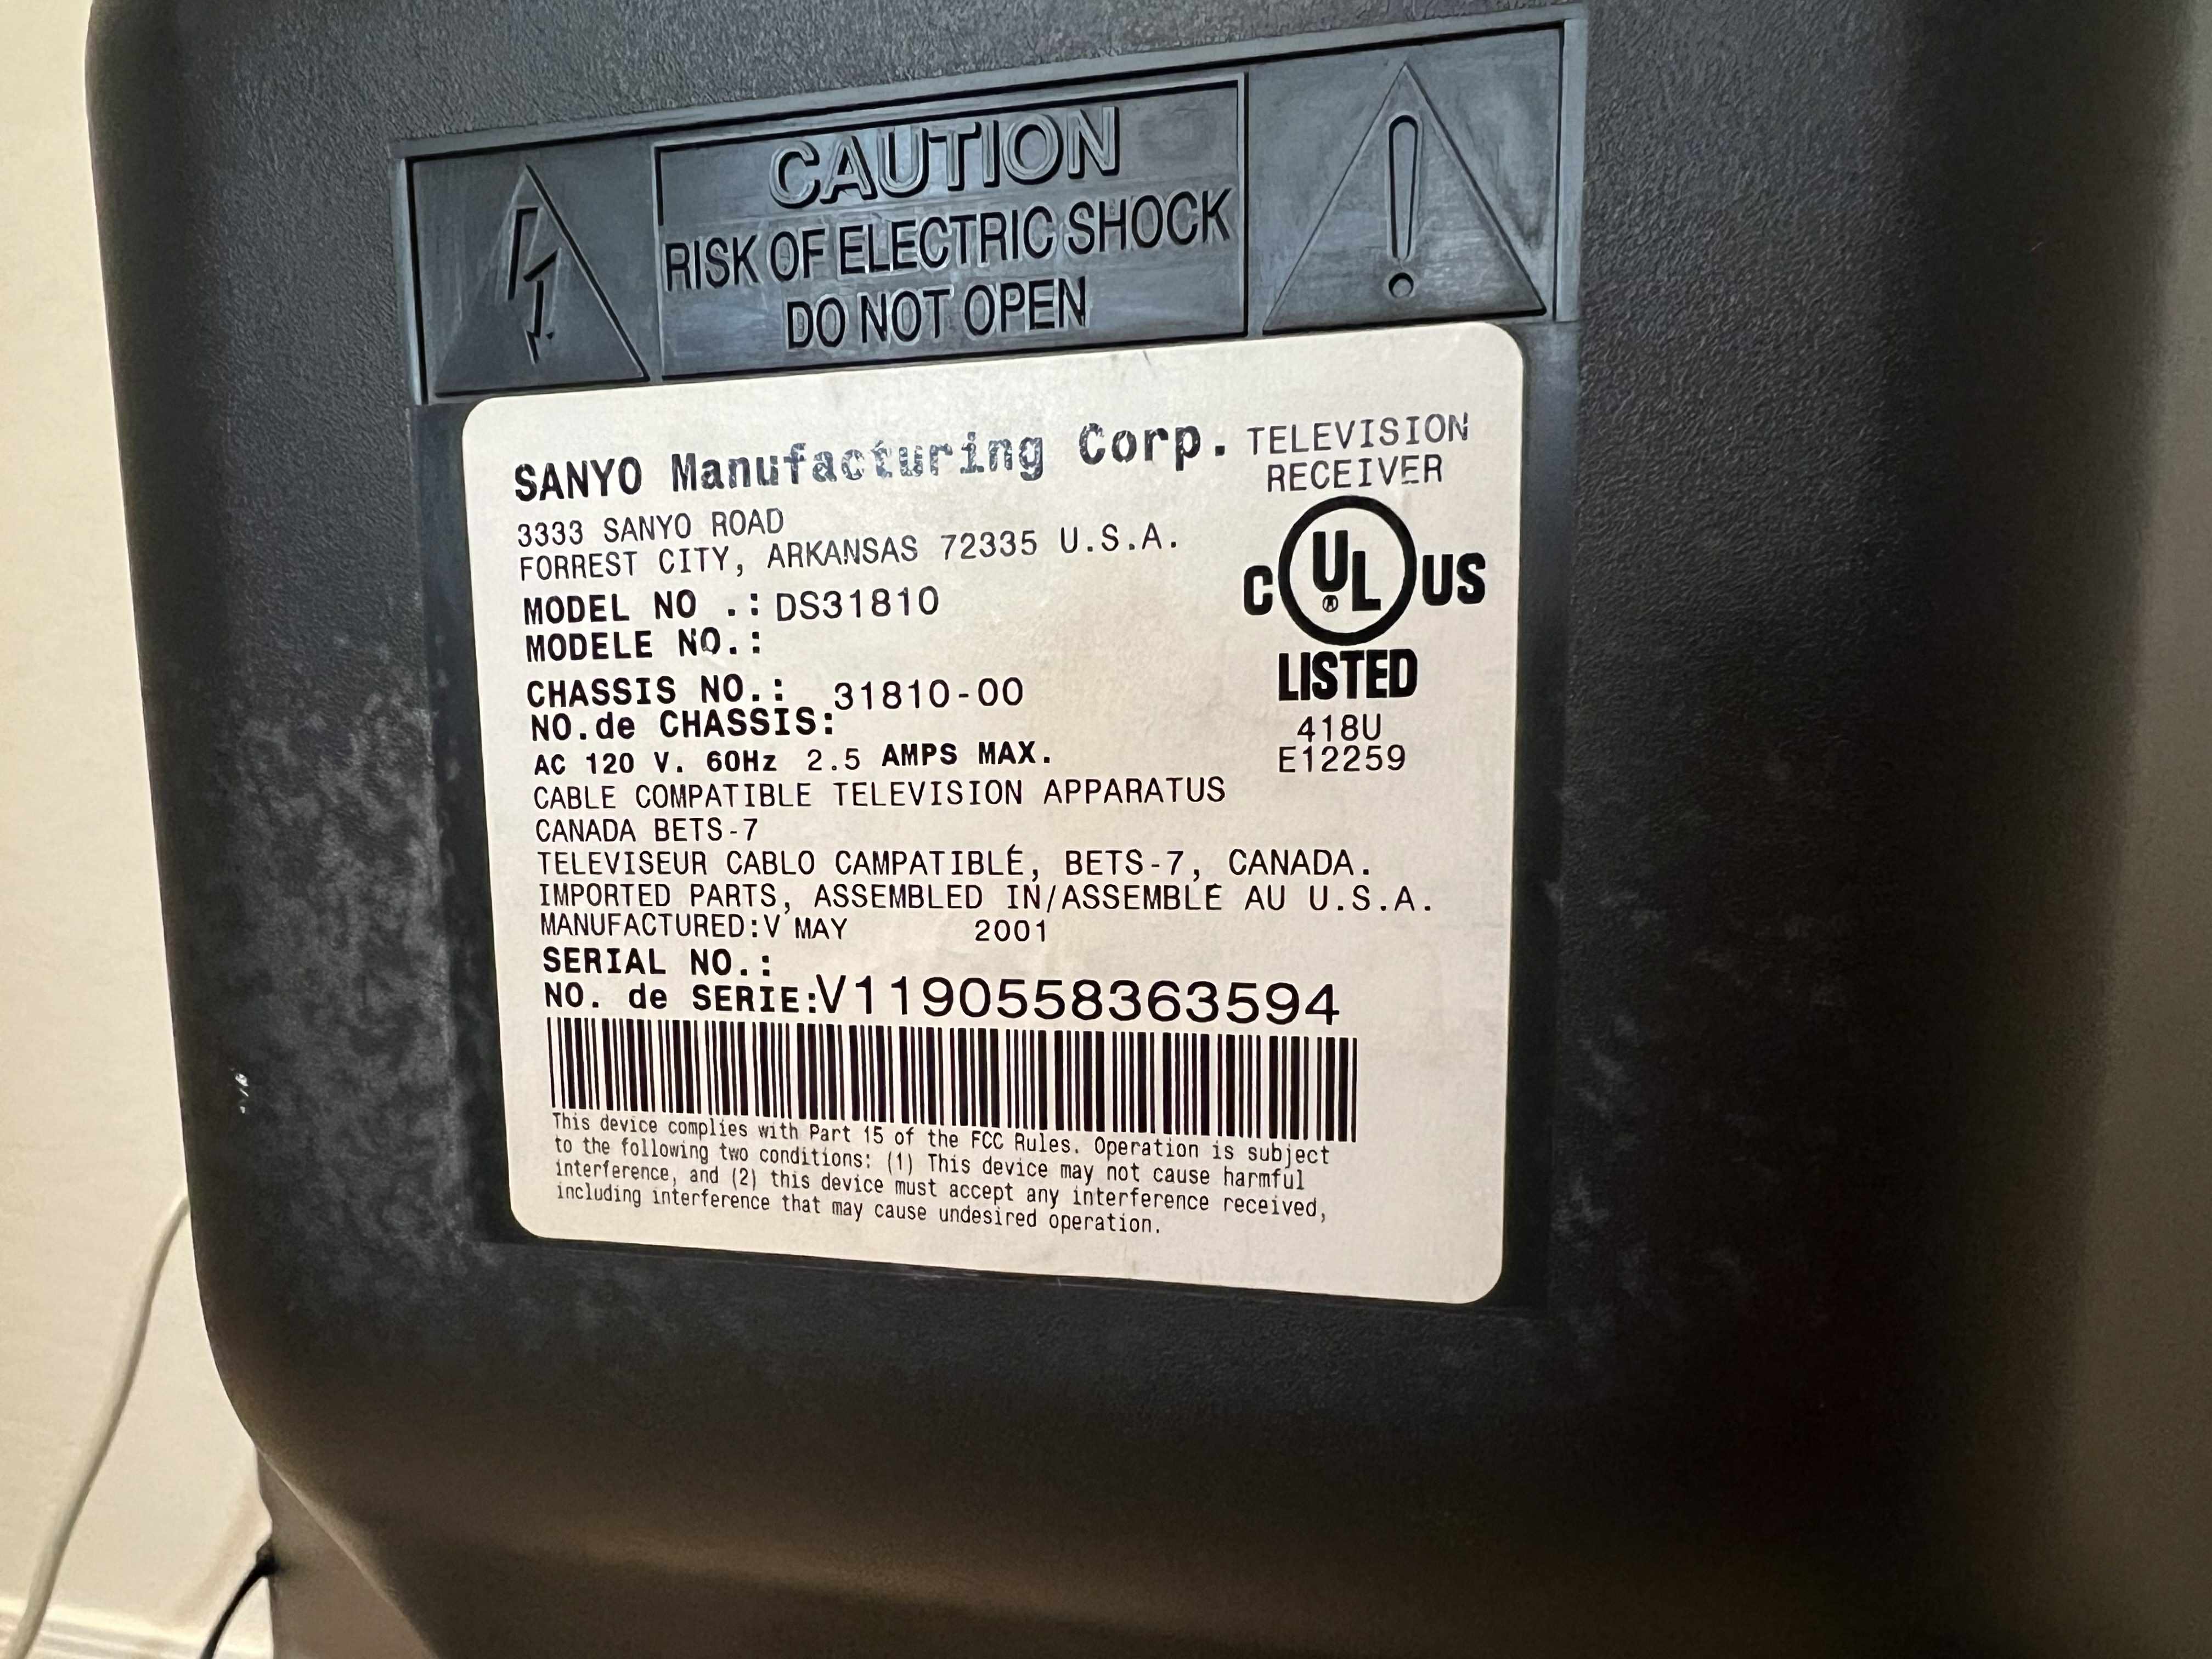 CAUTION
RISK OF ELECTRIC SHOCK
DO NOT OPEN
SANYO Manufacturing Corp.
TELEVISION
RECEIVER
3333 SANYO ROAD
FORREST CITY, ARKANSAS 72335 U.S.A.
C UL® US
LISTED
418U
E12259
MODEL NO .: DS31810
MODELE NO.:
CHASSIS NO.: 31810-00
NO.de CHASSIS:
AC 120 V. 60Hz 2.5 AMPS MAX.
CABLE COMPATIBLE TELEVISION APPARATUS
CANADA BETS-7
TELEVISEUR CABLO CAMPATIBLÉ, BETS-7, CANADA.
IMPORTED PARTS, ASSEMBLED IN/ASSEMBLÉ AU U.S.A.
MANUFACTURED:V MAY 2001
SERIAL NO.:
NO. de SERIE:V1190558363594
This device complies with Part 15 of the FCC Rules. Operation is subject
to the following two conditions: (1) This device may not cause harmful
interference, and (2) this device must accept any interference received,
including interference that may cause undesired operation.